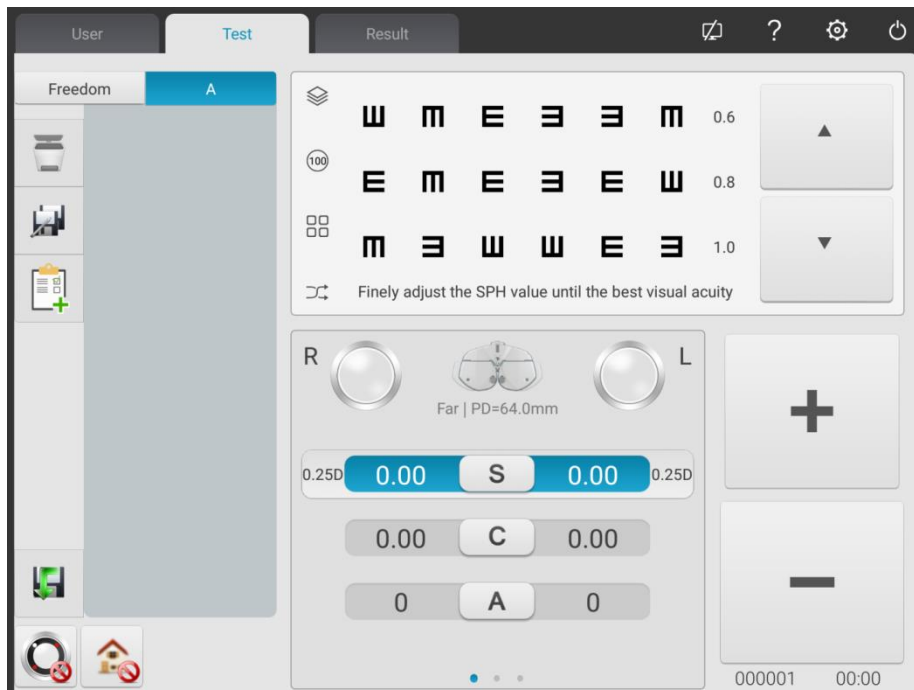 User Test Result ?
Freedom A
Ш m E Ǝ Ǝ m 0.6
100
E m E Ǝ E Ш 0.8
m Ǝ Ш Ш E Ǝ 1.0
Finely adjust the SPH value until the best visual acuity
R L
Far | PD=64.0mm
0.25D 0.00 S 0.00 0.25D
0.00 C 0.00
0 A 0
000001 00:00